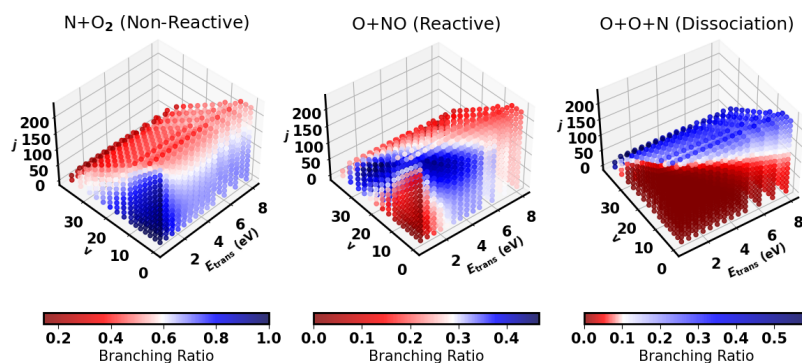 N+O₂ (Non-Reactive)
200
150
j 100
50
0
30
20
v 10
0
2
4
6
8
E_trans (eV)
0.2 0.4 0.6 0.8 1.0
Branching Ratio
O+NO (Reactive)
200
150
j 100
50
0
30
20
v 10
0
2
4
6
8
E_trans (eV)
0.0 0.1 0.2 0.3 0.4
Branching Ratio
O+O+N (Dissociation)
200
150
j 100
50
0
30
20
v 10
0
2
4
6
8
E_trans (eV)
0.0 0.1 0.2 0.3 0.4 0.5
Branching Ratio